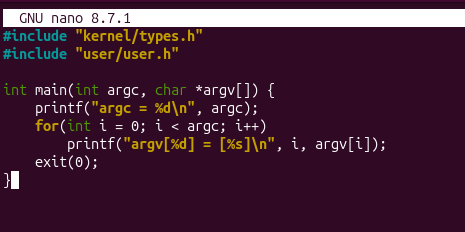 GNU nano 8.7.1
#include "kernel/types.h"
#include "user/user.h"

int main(int argc, char *argv[]) {
    printf("argc = %d\n", argc);
    for(int i = 0; i < argc; i++)
        printf("argv[%d] = [%s]\n", i, argv[i]);
    exit(0);
}